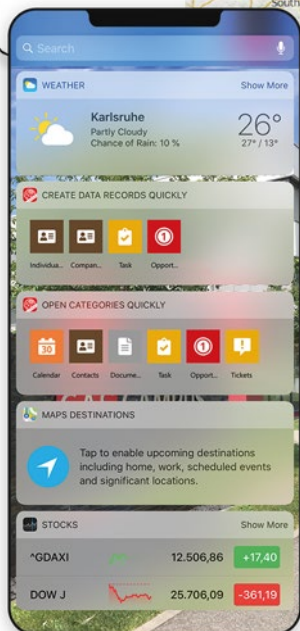 South
Search
WEATHER Show More
Karlsruhe
Partly Cloudy
Chance of Rain: 10 %
26°
27° / 13°
CREATE DATA RECORDS QUICKLY
1
Individua... Compan... Task Opport...
OPEN CATEGORIES QUICKLY
30 1
Calendar Contacts Docume... Task Opport... Tickets
MAPS DESTINATIONS
Tap to enable upcoming destinations
including home, work, scheduled events
and significant locations.
STOCKS Show More
^GDAXI 12.506,86 +17,40
DOW J 25.706,09 -361,19